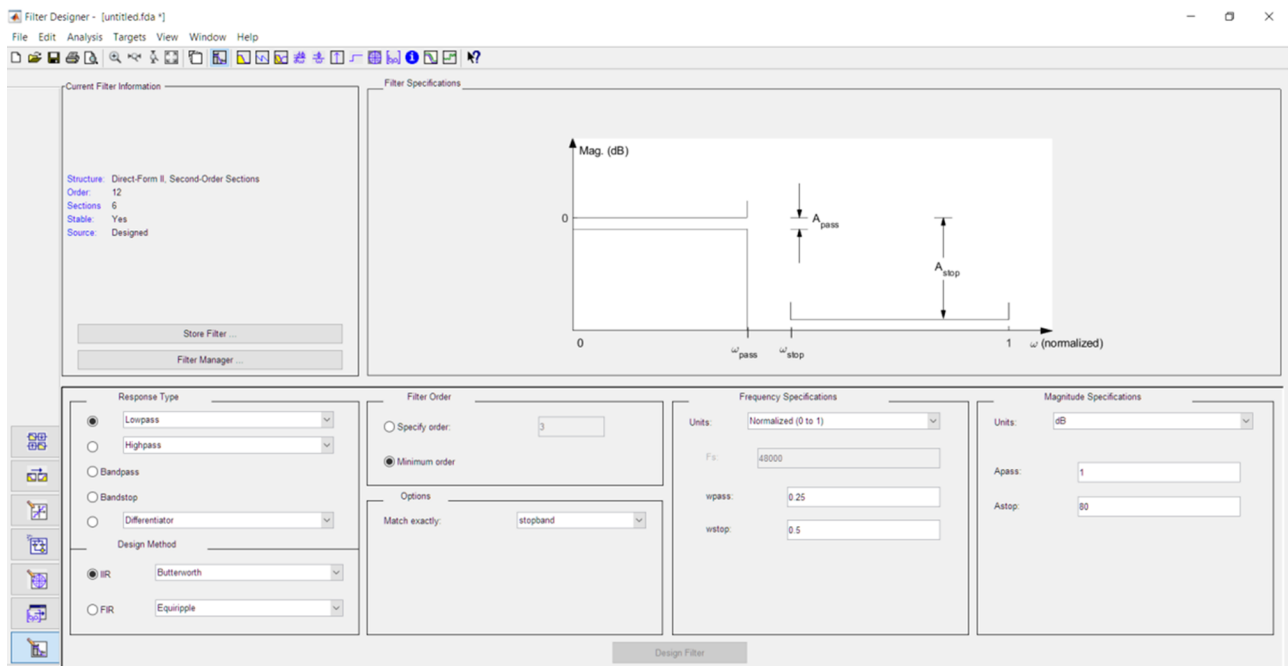 Filter Designer - [untitled.fda *]
File Edit Analysis Targets View Window Help
Current Filter Information
Structure: Direct-Form II, Second-Order Sections
Order: 12
Sections 6
Stable: Yes
Source: Designed
Store Filter ...
Filter Manager ...
Filter Specifications
Mag. (dB)
0
A pass
A stop
0
ω pass
ω stop
1
ω (normalized)
Response Type
Lowpass
Highpass
Bandpass
Bandstop
Differentiator
Design Method
IIR Butterworth
FIR Equiripple
Filter Order
Specify order: 3
Minimum order
Options
Match exactly: stopband
Frequency Specifications
Units: Normalized (0 to 1)
Fs: 48000
wpass: 0.25
wstop: 0.5
Magnitude Specifications
Units: dB
Apass: 1
Astop: 80
Design Filter